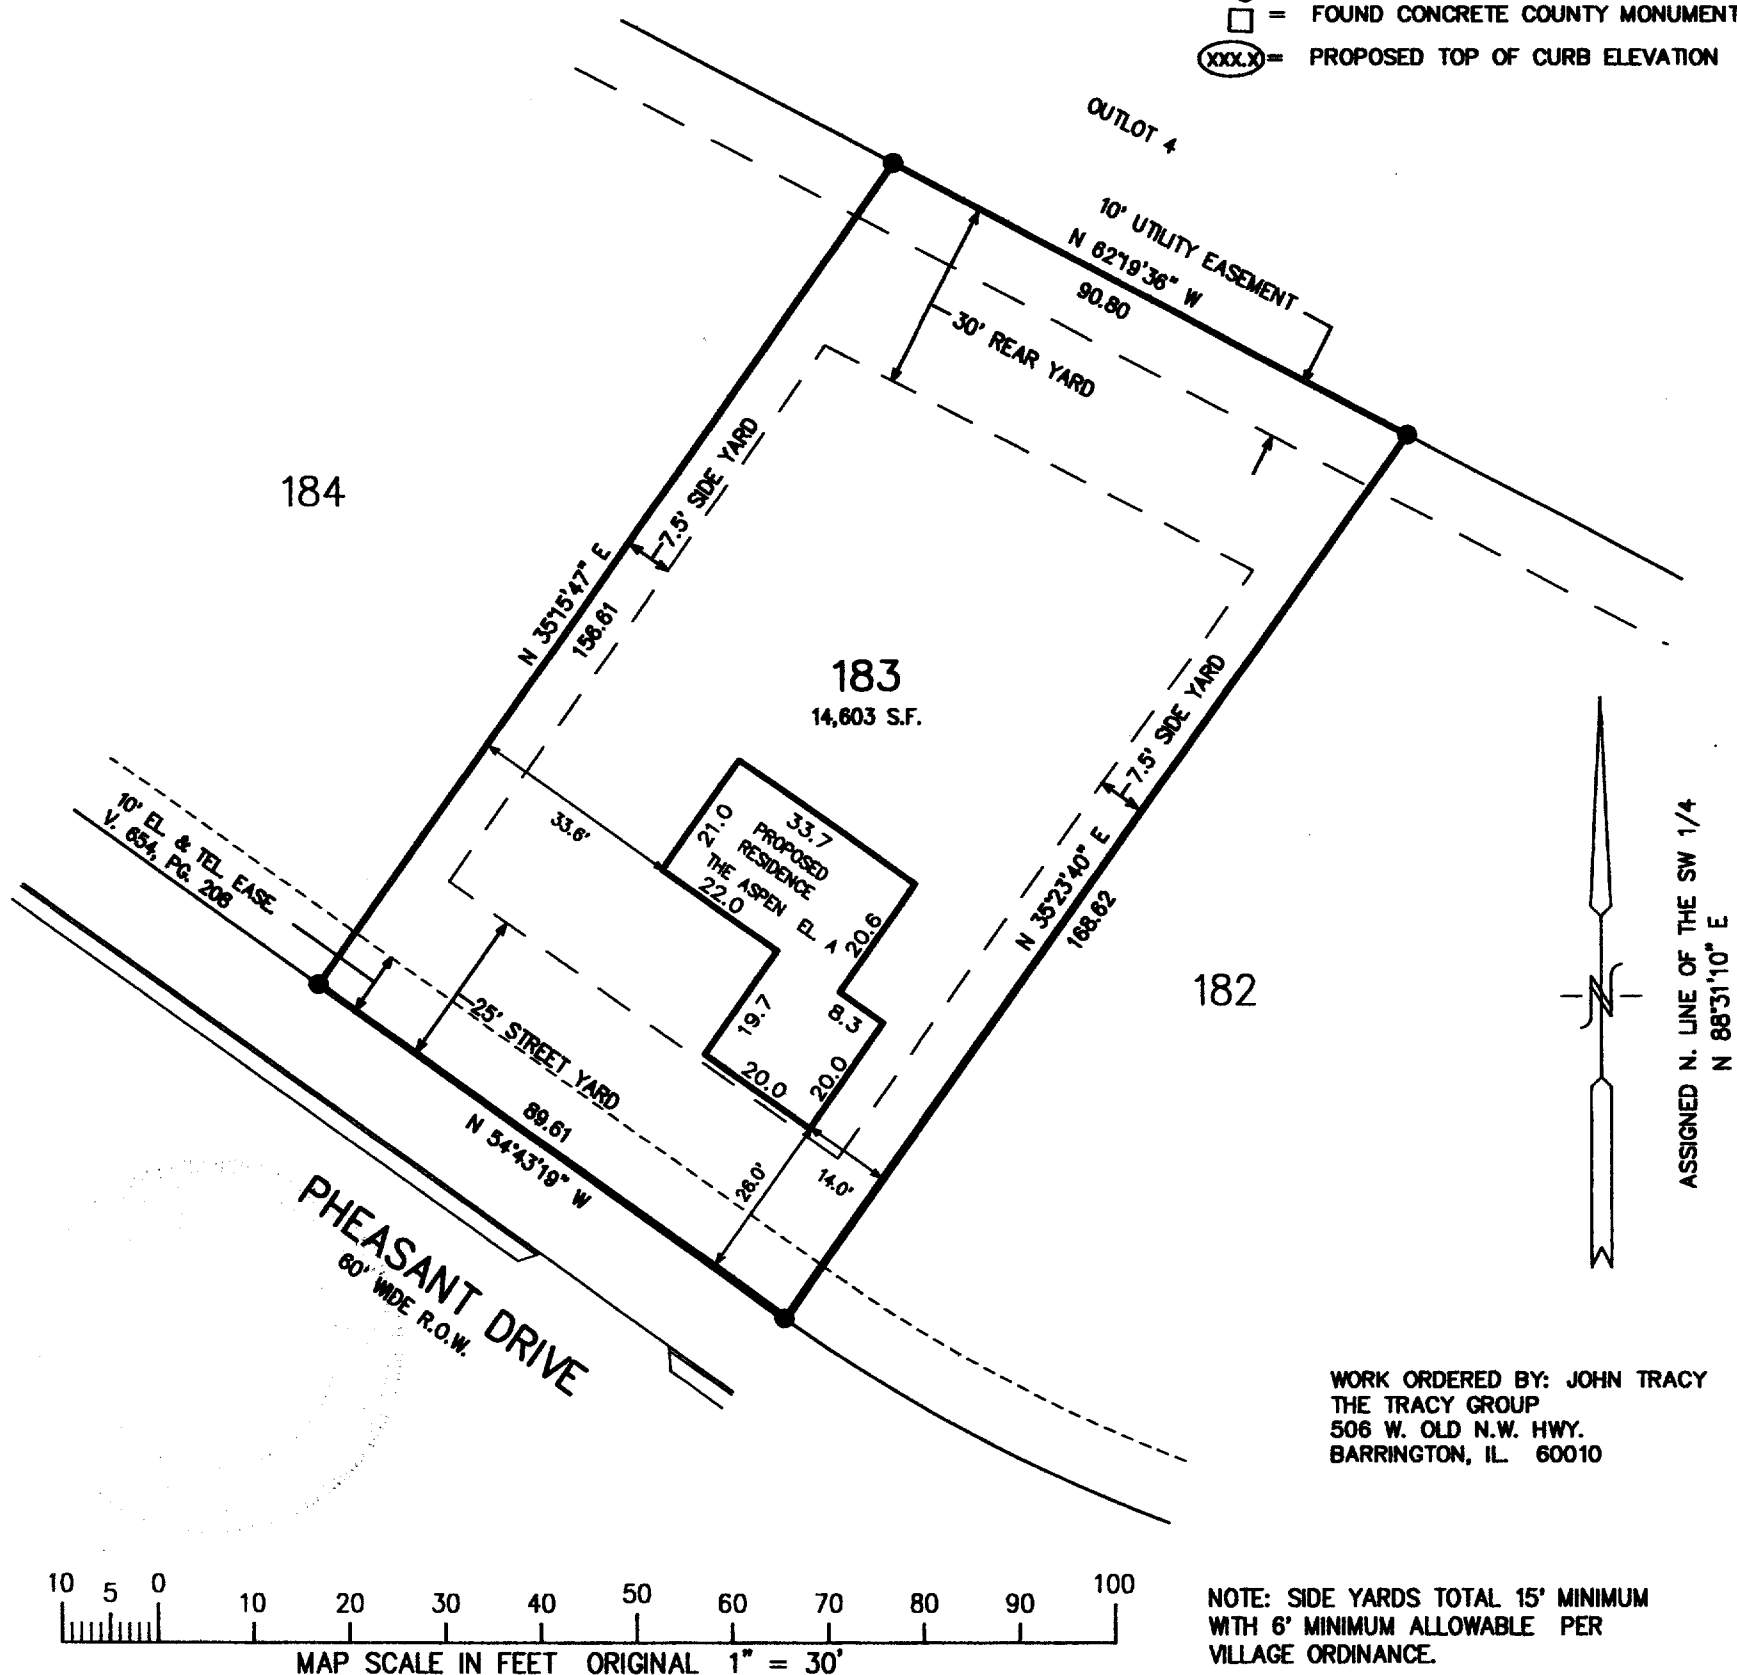 □ = FOUND CONCRETE COUNTY MONUMENT
XXX.X = PROPOSED TOP OF CURB ELEVATION
OUTLOT 4
10' UTILITY EASEMENT
N 62°19'36" W
90.80
30' REAR YARD
184
7.5' SIDE YARD
N 35°15'47" E
156.61
183
14,603 S.F.
7.5' SIDE YARD
N 35°23'40" E
168.62
182
10' EL. & TEL. EASE.
V. 654, PG. 206
33.6'
21.0
33.7
PROPOSED
RESIDENCE
THE ASPEN EL. A
22.0
20.6
19.7
8.3
20.0
20.0
25' STREET YARD
89.61
N 54°43'19" W
26.0'
14.0'
PHEASANT DRIVE
60' WIDE R.O.W.
N
ASSIGNED N. LINE OF THE SW 1/4
N 88°31'10" E
WORK ORDERED BY: JOHN TRACY
THE TRACY GROUP
506 W. OLD N.W. HWY.
BARRINGTON, IL. 60010
10 5 0 10 20 30 40 50 60 70 80 90 100
MAP SCALE IN FEET ORIGINAL 1" = 30'
NOTE: SIDE YARDS TOTAL 15' MINIMUM
WITH 6' MINIMUM ALLOWABLE PER
VILLAGE ORDINANCE.